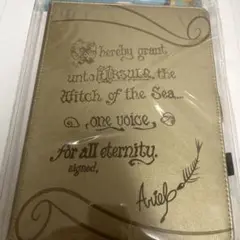 I hereby grant
unto Ursula, the
Witch of the Sea...
one voice,
for all eternity.
signed,
Ariel